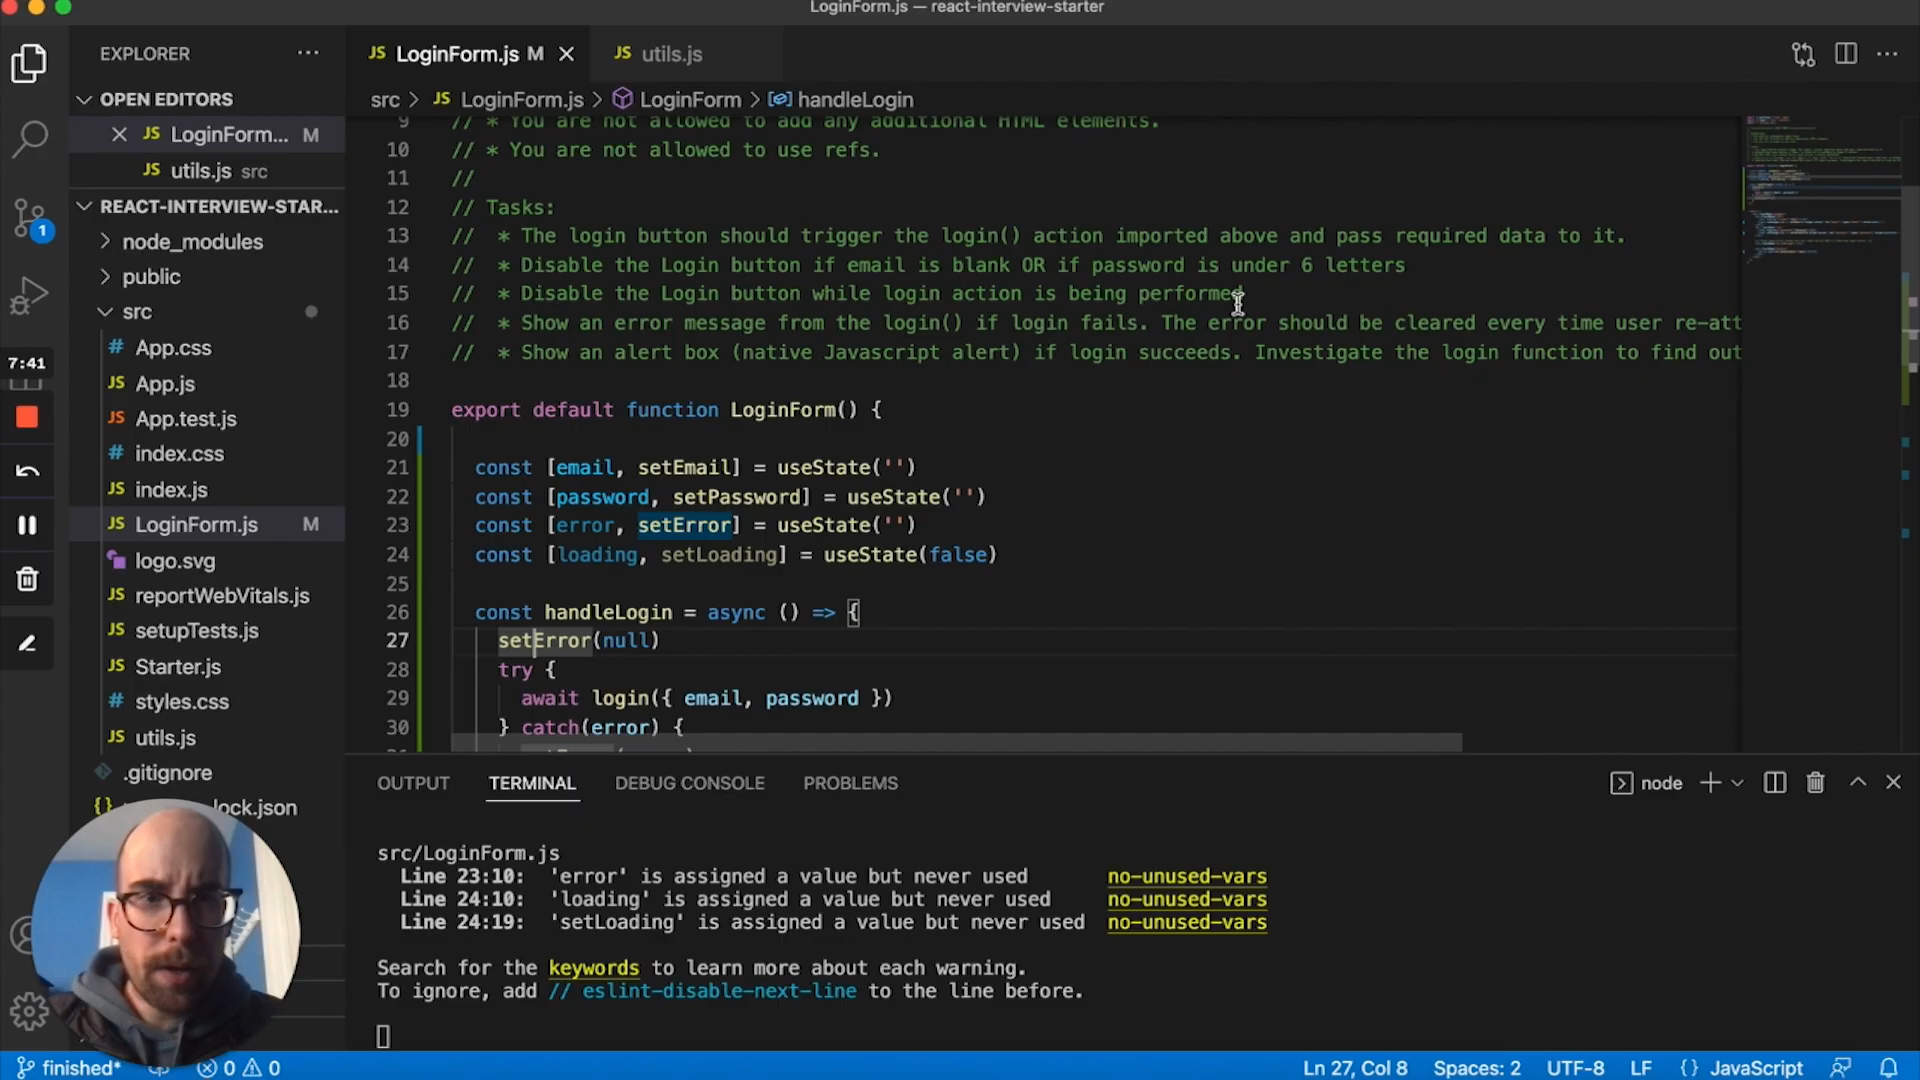 LoginForm.js — react-interview-starter
EXPLORER
OPEN EDITORS
LoginForm... M
utils.js src
REACT-INTERVIEW-STAR...
node_modules
public
src
App.css
App.js
App.test.js
index.css
index.js
LoginForm.js M
logo.svg
reportWebVitals.js
setupTests.js
Starter.js
styles.css
utils.js
.gitignore
lock.json
1
7:41
LoginForm.js M
utils.js
src > LoginForm.js > LoginForm > handleLogin
9 // * You are not allowed to add any additional HTML elements.
10 // * You are not allowed to use refs.
11 //
12 // Tasks:
13 // * The login button should trigger the login() action imported above and pass required data to it.
14 // * Disable the Login button if email is blank OR if password is under 6 letters
15 // * Disable the Login button while login action is being performed
16 // * Show an error message from the login() if login fails. The error should be cleared every time user re-att
17 // * Show an alert box (native Javascript alert) if login succeeds. Investigate the login function to find out
18
19 export default function LoginForm() {
20
21 const [email, setEmail] = useState('')
22 const [password, setPassword] = useState('')
23 const [error, setError] = useState('')
24 const [loading, setLoading] = useState(false)
25
26 const handleLogin = async () => {
27 setError(null)
28 try {
29 await login({ email, password })
30 } catch(error) {
OUTPUT TERMINAL DEBUG CONSOLE PROBLEMS
node
src/LoginForm.js
Line 23:10: 'error' is assigned a value but never used no-unused-vars
Line 24:10: 'loading' is assigned a value but never used no-unused-vars
Line 24:19: 'setLoading' is assigned a value but never used no-unused-vars
Search for the keywords to learn more about each warning.
To ignore, add // eslint-disable-next-line to the line before.
finished* 0 0
Ln 27, Col 8 Spaces: 2 UTF-8 LF {} JavaScript